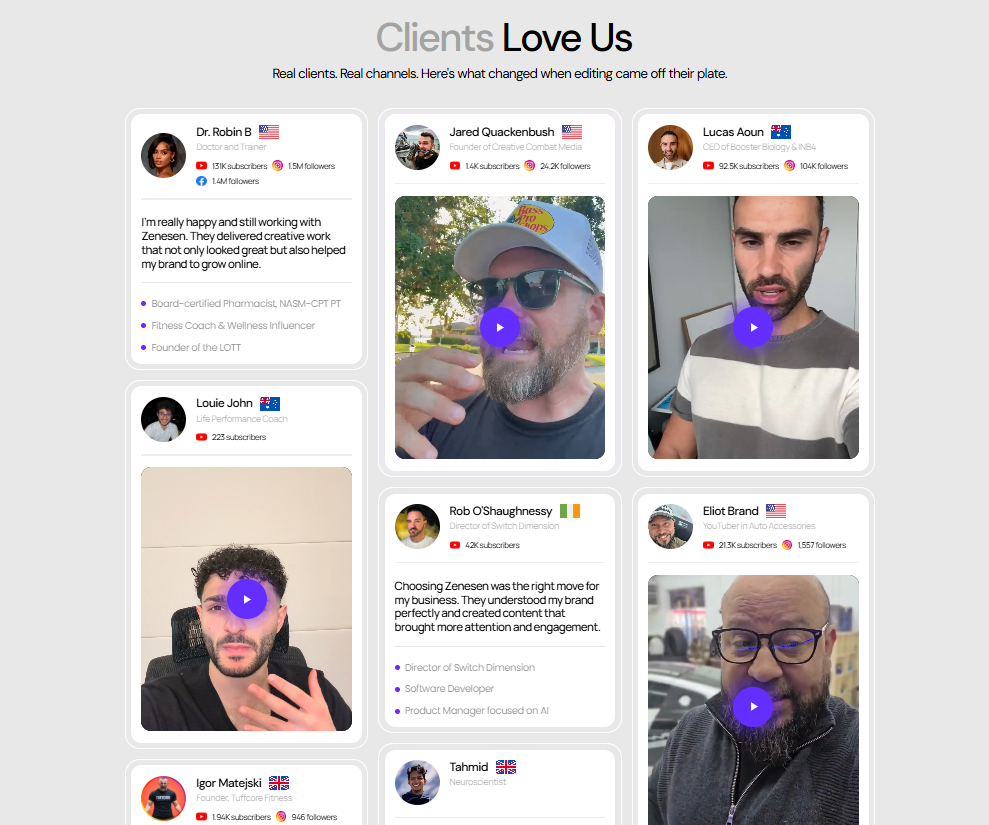 Clients Love Us
Real clients. Real channels. Here's what changed when editing came off their plate.
Dr. Robin B
Doctor and Trainer
131K subscribers 1.5M followers
1.4M followers
I'm really happy and still working with
Zenesen. They delivered creative work
that not only looked great but also helped
my brand to grow online.
Board-certified Pharmacist, NASM-CPT PT
Fitness Coach & Wellness Influencer
Founder of the LOTT
Louie John
Life Performance Coach
223 subscribers
Igor Matejski
Founder, Tuffcore Fitness
1.94K subscribers 946 followers
Jared Quackenbush
Founder of Creative Combat Media
1.4K subscribers 24.2K followers
Bass
Pro
Shops
Rob O'Shaughnessy
Director of Switch Dimension
42K subscribers
Choosing Zenesen was the right move for
my business. They understood my brand
perfectly and created content that
brought more attention and engagement.
Director of Switch Dimension
Software Developer
Product Manager focused on AI
Tahmid
Neuroscientist
Lucas Aoun
CEO of Booster Biology & INB4
92.5K subscribers 104K followers
Eliot Brand
YouTuber in Auto Accessories
21.3K subscribers 1,557 followers